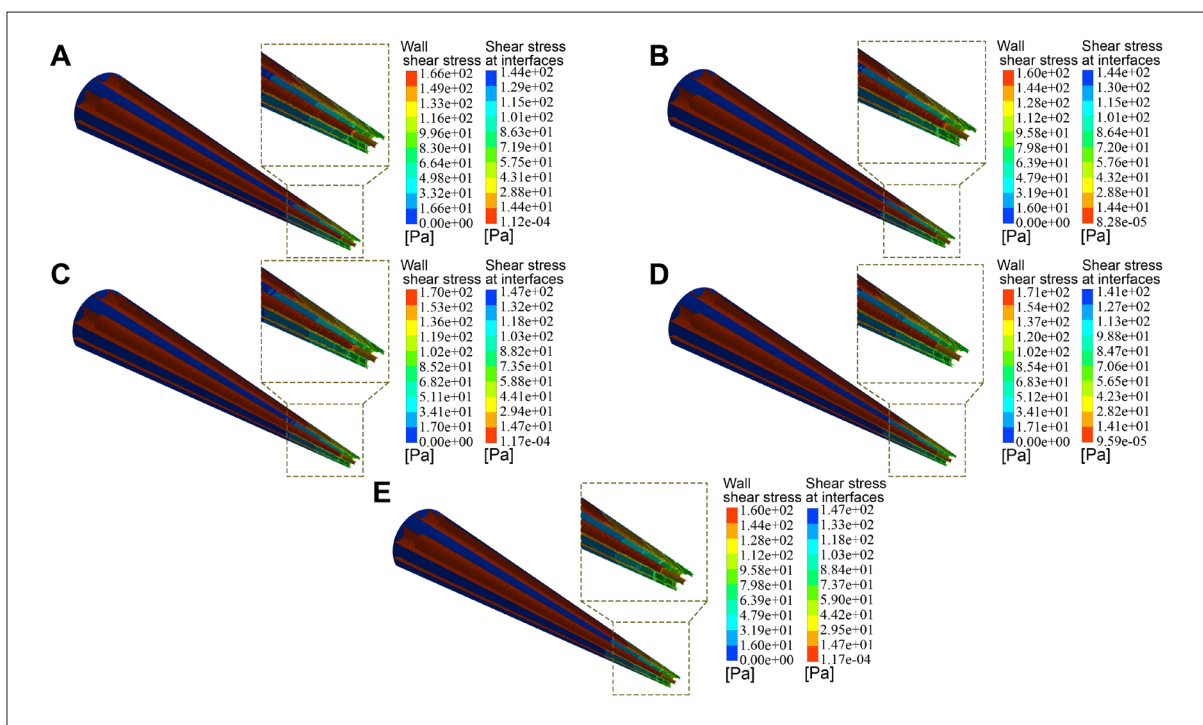 A
Wall shear stress
Shear stress at interfaces
1.66e+02 1.44e+02
1.49e+02 1.29e+02
1.33e+02 1.15e+02
1.16e+02 1.01e+02
9.96e+01 8.63e+01
8.30e+01 7.19e+01
6.64e+01 5.75e+01
4.98e+01 4.31e+01
3.32e+01 2.88e+01
1.66e+01 1.44e+01
0.00e+00 1.12e-04
[Pa] [Pa]
B
Wall shear stress
Shear stress at interfaces
1.60e+02 1.44e+02
1.44e+02 1.30e+02
1.28e+02 1.15e+02
1.12e+02 1.01e+02
9.58e+01 8.64e+01
7.98e+01 7.20e+01
6.39e+01 5.76e+01
4.79e+01 4.32e+01
3.19e+01 2.88e+01
1.60e+01 1.44e+01
0.00e+00 8.28e-05
[Pa] [Pa]
C
Wall shear stress
Shear stress at interfaces
1.70e+02 1.47e+02
1.53e+02 1.32e+02
1.36e+02 1.18e+02
1.19e+02 1.03e+02
1.02e+02 8.82e+01
8.52e+01 7.35e+01
6.82e+01 5.88e+01
5.11e+01 4.41e+01
3.41e+01 2.94e+01
1.70e+01 1.47e+01
0.00e+00 1.17e-04
[Pa] [Pa]
D
Wall shear stress
Shear stress at interfaces
1.71e+02 1.41e+02
1.54e+02 1.27e+02
1.37e+02 1.13e+02
1.20e+02 9.88e+01
1.02e+02 8.47e+01
8.54e+01 7.06e+01
6.83e+01 5.65e+01
5.12e+01 4.23e+01
3.41e+01 2.82e+01
1.71e+01 1.41e+01
0.00e+00 9.59e-05
[Pa] [Pa]
E
Wall shear stress
Shear stress at interfaces
1.60e+02 1.47e+02
1.44e+02 1.33e+02
1.28e+02 1.18e+02
1.12e+02 1.03e+02
9.58e+01 8.84e+01
7.98e+01 7.37e+01
6.39e+01 5.90e+01
4.79e+01 4.42e+01
3.19e+01 2.95e+01
1.60e+01 1.47e+01
0.00e+00 1.17e-04
[Pa] [Pa]